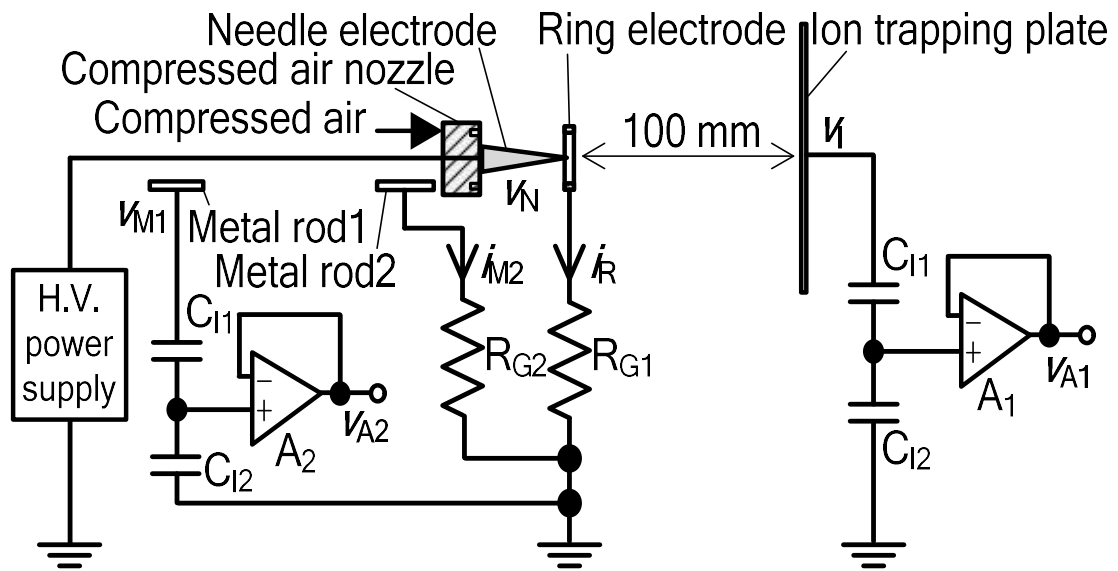 Needle electrode
Ring electrode
Ion trapping plate
Compressed air nozzle
Compressed air
100 mm
vI
vN
vM1
Metal rod1
Metal rod2
iM2
iR
H.V.
power
supply
CI1
CI1
RG2
RG1
−
+
A2
vA2
−
+
A1
vA1
CI2
CI2